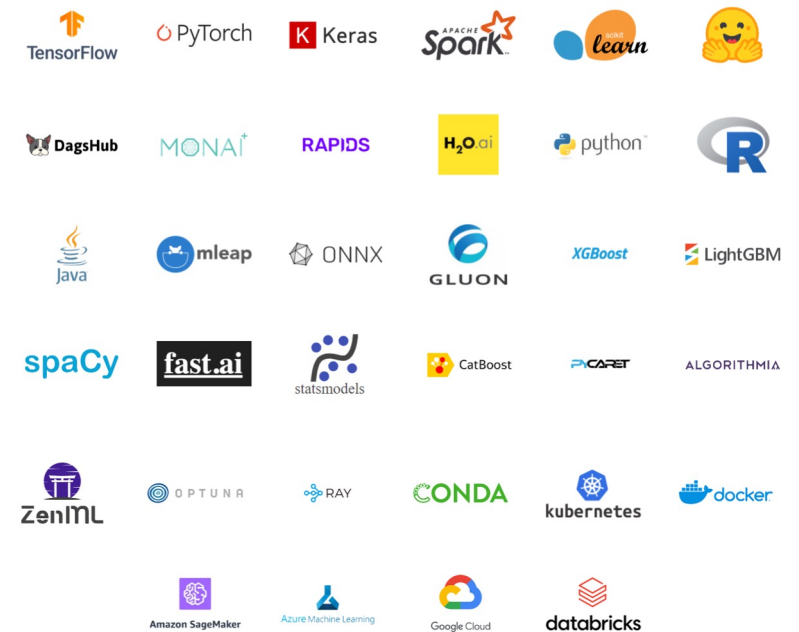 TensorFlow
PyTorch
K Keras
APACHE
Spark™
scikit
learn
DagsHub
MONAI
RAPIDS
H2O.ai
python™
R
Java
mleap
ONNX
GLUON
XGBoost
LightGBM
spaCy
fast.ai
statsmodels
CatBoost
PYCARET
ALGORITHMIA
ZenML
OPTUNA
RAY
CONDA
kubernetes
docker
Amazon SageMaker
Azure Machine Learning
Google Cloud
databricks